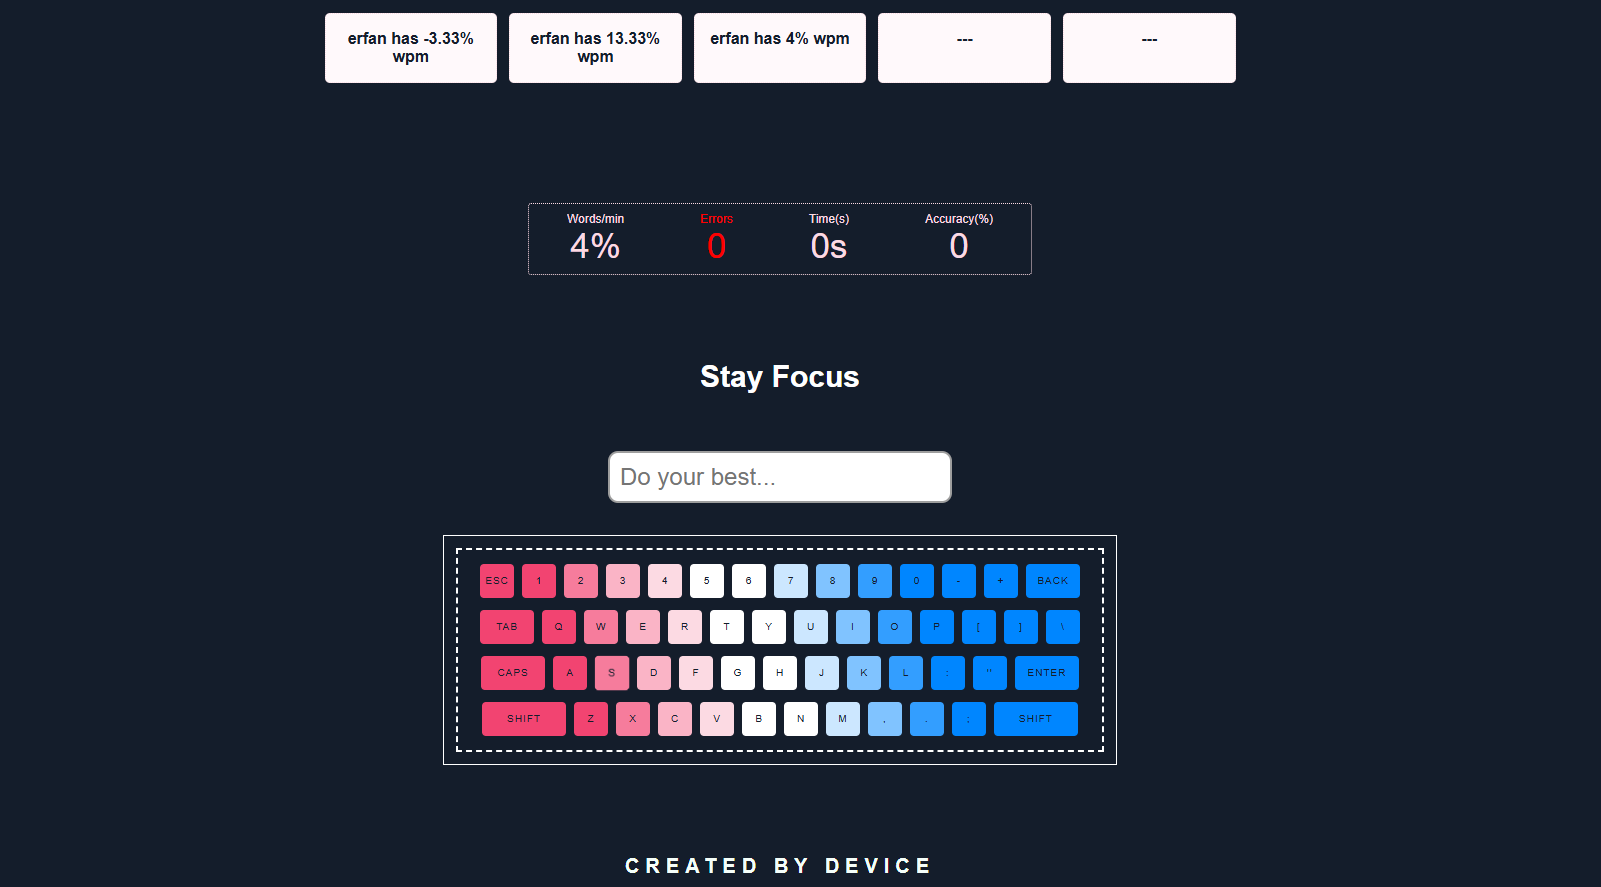 erfan has -3.33%
wpm
erfan has 13.33%
wpm
erfan has 4% wpm
---
---
Words/min
4%
Errors
0
Time(s)
0s
Accuracy(%)
0
Stay Focus
Do your best...
ESC 1 2 3 4 5 6 7 8 9 0 - + BACK
TAB Q W E R T Y U I O P [ ] \
CAPS A S D F G H J K L : " ENTER
SHIFT Z X C V B N M , . ; SHIFT
CREATED BY DEVICE